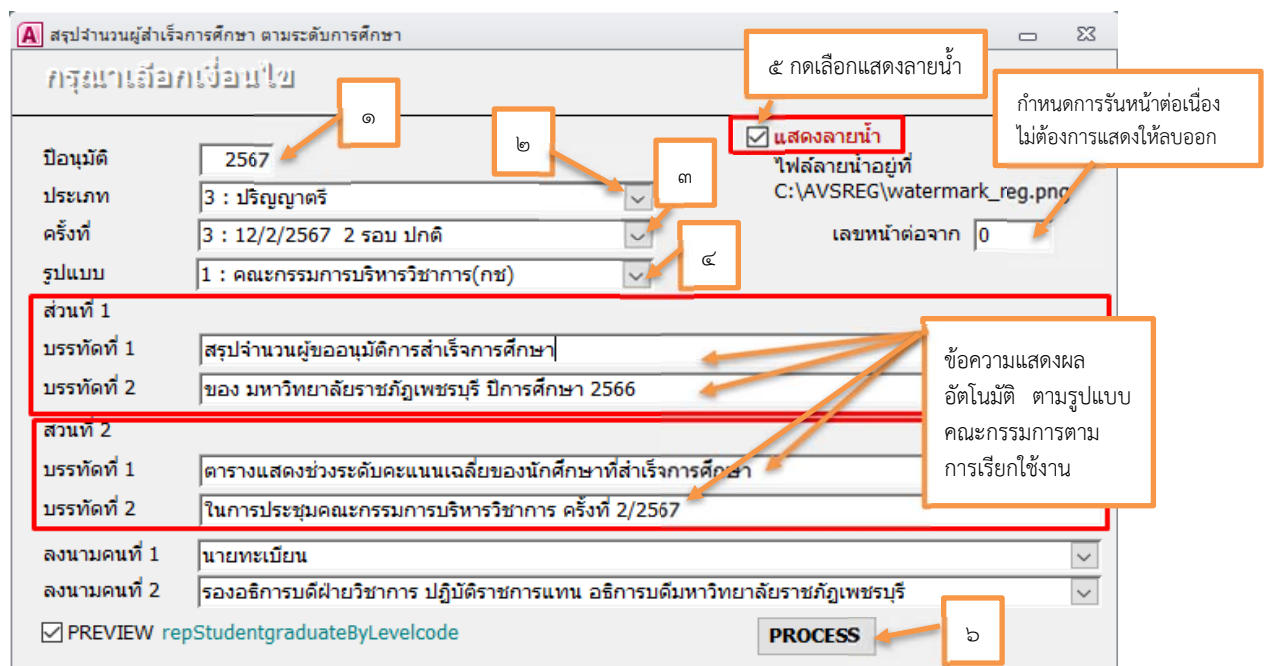 สรุปจำนวนผู้สำเร็จการศึกษา ตามระดับการศึกษา
กรุณาเลือกเงื่อนไข
๕ กดเลือกแสดงลายน้ำ
กำหนดการรันหน้าต่อเนื่อง
ไม่ต้องการแสดงให้ลบออก
๑
๒
๓
๔
แสดงลายน้ำ
ไฟล์ลายน้ำอยู่ที่
C:\AVSREG\watermark_reg.png
ปีอนุมัติ 2567
ประเภท 3 : ปริญญาตรี
ครั้งที่ 3 : 12/2/2567 2 รอบ ปกติ
เลขหน้าต่อจาก 0
รูปแบบ 1 : คณะกรรมการบริหารวิชาการ(กช)
ส่วนที่ 1
บรรทัดที่ 1 สรุปจำนวนผู้ขออนุมัติการสำเร็จการศึกษา
บรรทัดที่ 2 ของ มหาวิทยาลัยราชภัฏเพชรบุรี ปีการศึกษา 2566
ข้อความแสดงผล
อัตโนมัติ ตามรูปแบบ
คณะกรรมการตาม
การเรียกใช้งาน
ส่วนที่ 2
บรรทัดที่ 1 ตารางแสดงช่วงระดับคะแนนเฉลี่ยของนักศึกษาที่สำเร็จการศึกษา
บรรทัดที่ 2 ในการประชุมคณะกรรมการบริหารวิชาการ ครั้งที่ 2/2567
ลงนามคนที่ 1 นายทะเบียน
ลงนามคนที่ 2 รองอธิการบดีฝ่ายวิชาการ ปฏิบัติราชการแทน อธิการบดีมหาวิทยาลัยราชภัฏเพชรบุรี
PREVIEW repStudentgraduateByLevelcode
PROCESS
๖